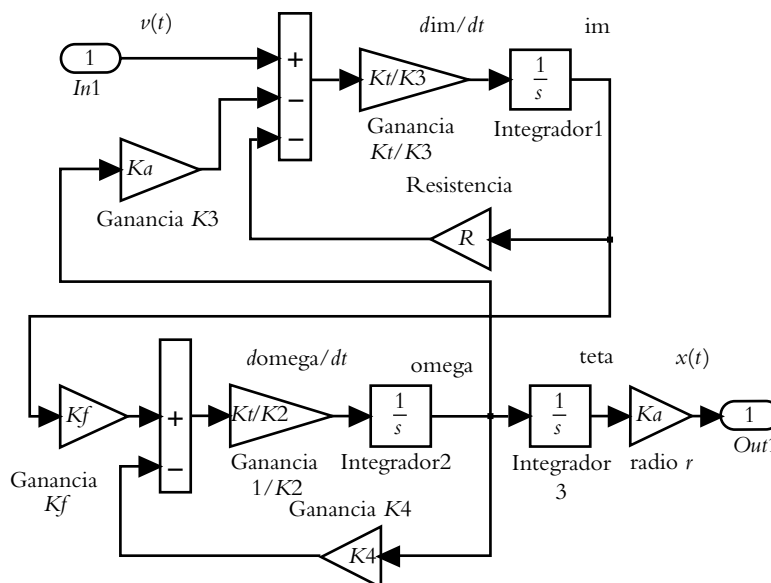 v(t)
dim/dt
im
1
In1
+
−
−
Kt/K3
1
s
Ganancia
Kt/K3
Integrador1
Ka
Ganancia K3
Resistencia
R
domega/dt
omega
teta
x(t)
Kf
+
−
Kt/K2
1
s
1
s
Ka
1
Out1
Ganancia
Kf
Ganancia
1/K2
Integrador2
Integrador
3
radio r
Ganancia K4
K4